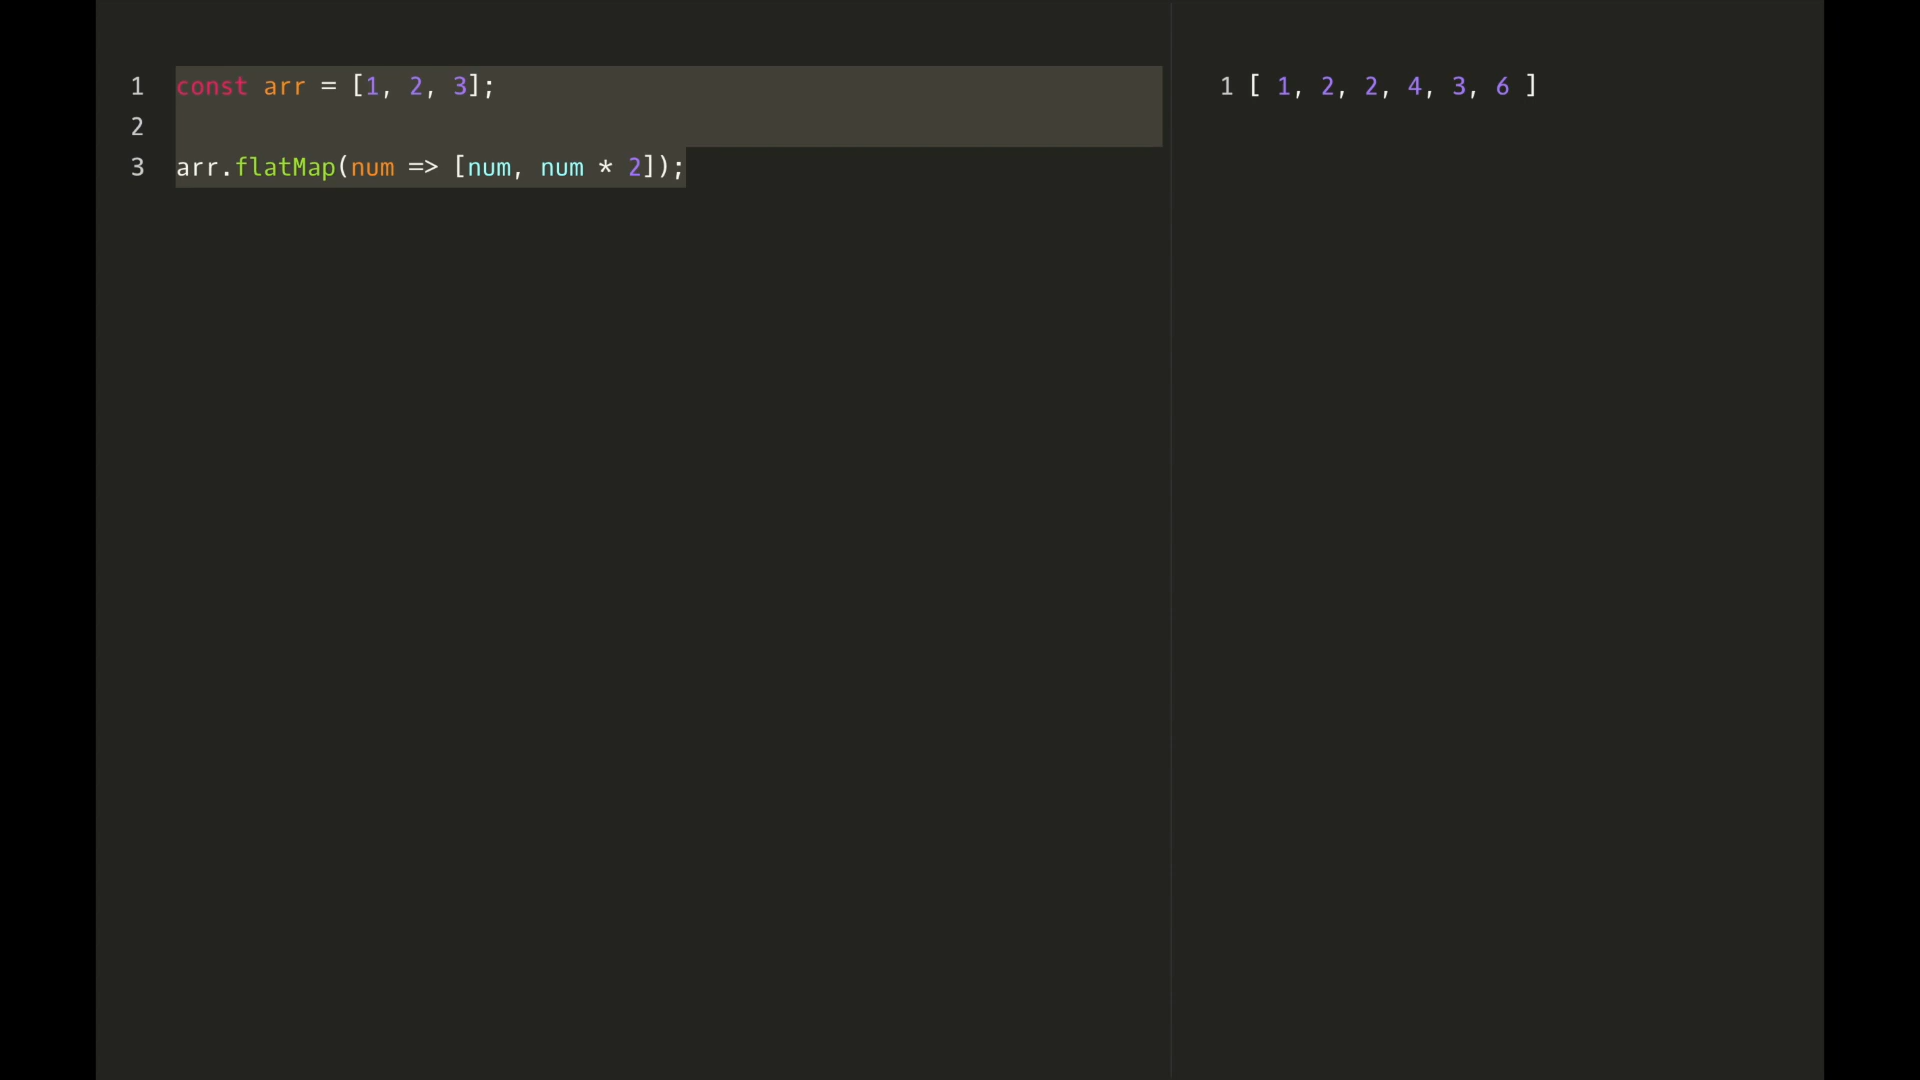 1 const arr = [1, 2, 3];
2
3 arr.flatMap(num => [num, num * 2]);
1 [ 1, 2, 2, 4, 3, 6 ]